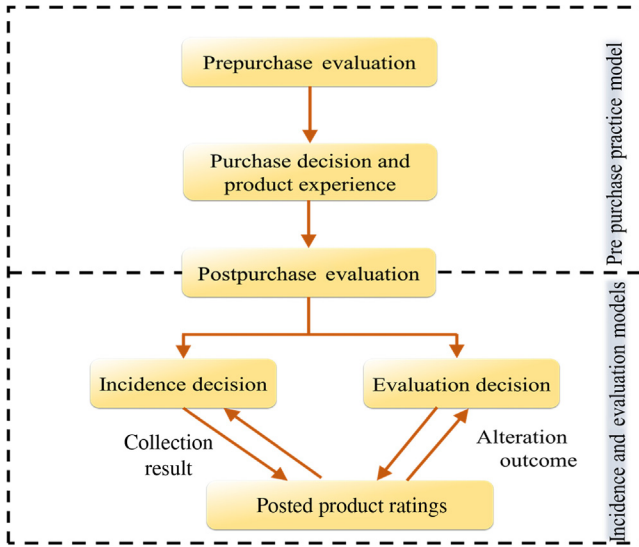 Prepurchase evaluation
Purchase decision and
product experience
Postpurchase evaluation
Pre purchase practice model
Incidence decision
Evaluation decision
Collection
result
Alteration
outcome
Posted product ratings
Incidence and evaluation models